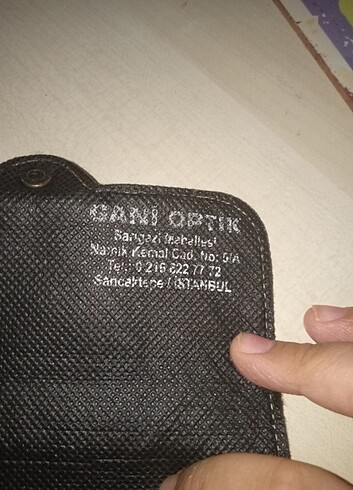 GANİ OPTİK
Sarıgazi Mahallesi
Namık Kemal Cad. No: 5/A
Tel.: 0 216 622 77 72
Sancaktepe / İSTANBUL